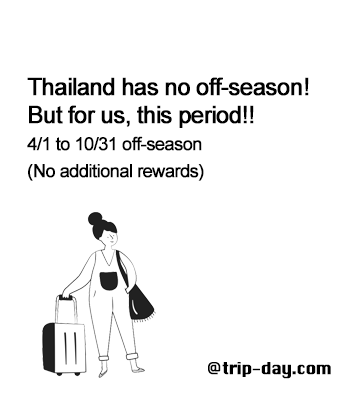 Thailand has no off-season!
But for us, this period!!
4/1 to 10/31 off-season
(No additional rewards)
@trip-day.com